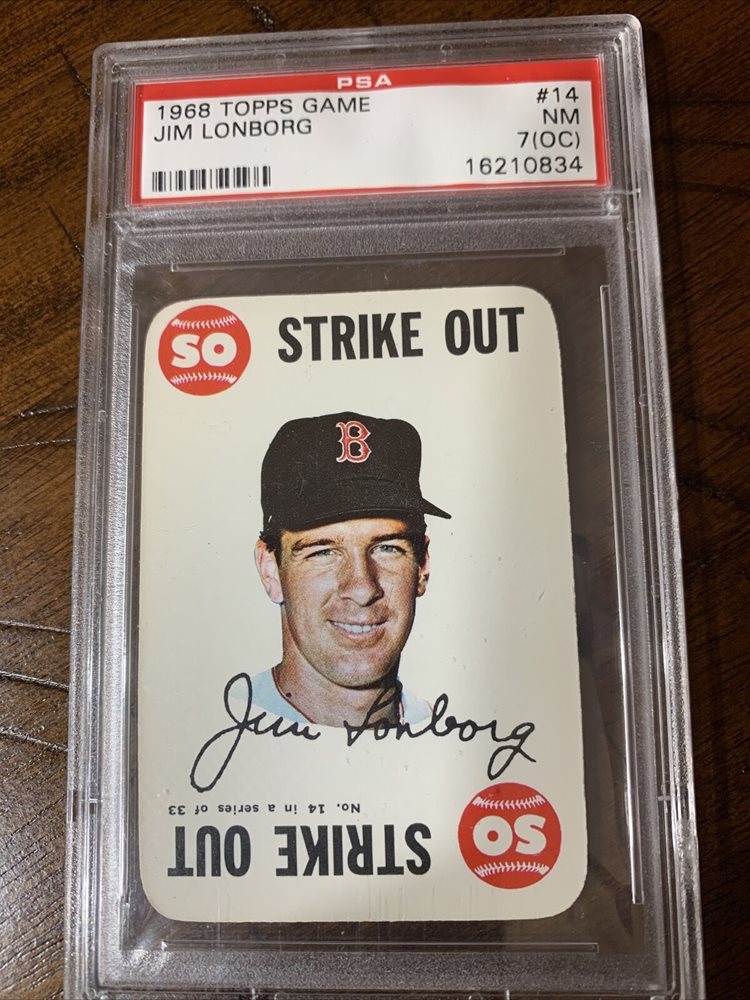 PSA
1968 TOPPS GAME #14
JIM LONBORG NM
7(OC)
16210834
SO STRIKE OUT
B
Jim Lonborg
No. 14 in a series of 33
STRIKE OUT SO